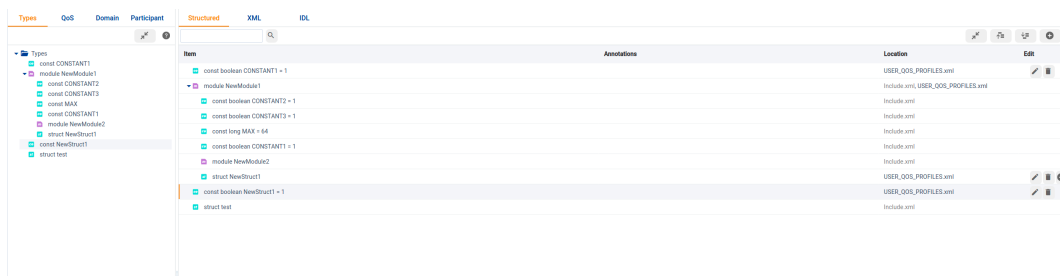 Types QoS Domain Participant
Types
const CONSTANT1
module NewModule1
const CONSTANT2
const CONSTANT3
const MAX
const CONSTANT1
module NewModule2
struct NewStruct1
const NewStruct1
struct test
Structured XML IDL
Item Annotations Location Edit
const boolean CONSTANT1 = 1 USER_QOS_PROFILES.xml
module NewModule1 Include.xml, USER_QOS_PROFILES.xml
const boolean CONSTANT2 = 1 Include.xml
const boolean CONSTANT3 = 1 Include.xml
const long MAX = 64 Include.xml
const boolean CONSTANT1 = 1 Include.xml
module NewModule2 Include.xml
struct NewStruct1 USER_QOS_PROFILES.xml
const boolean NewStruct1 = 1 USER_QOS_PROFILES.xml
struct test Include.xml